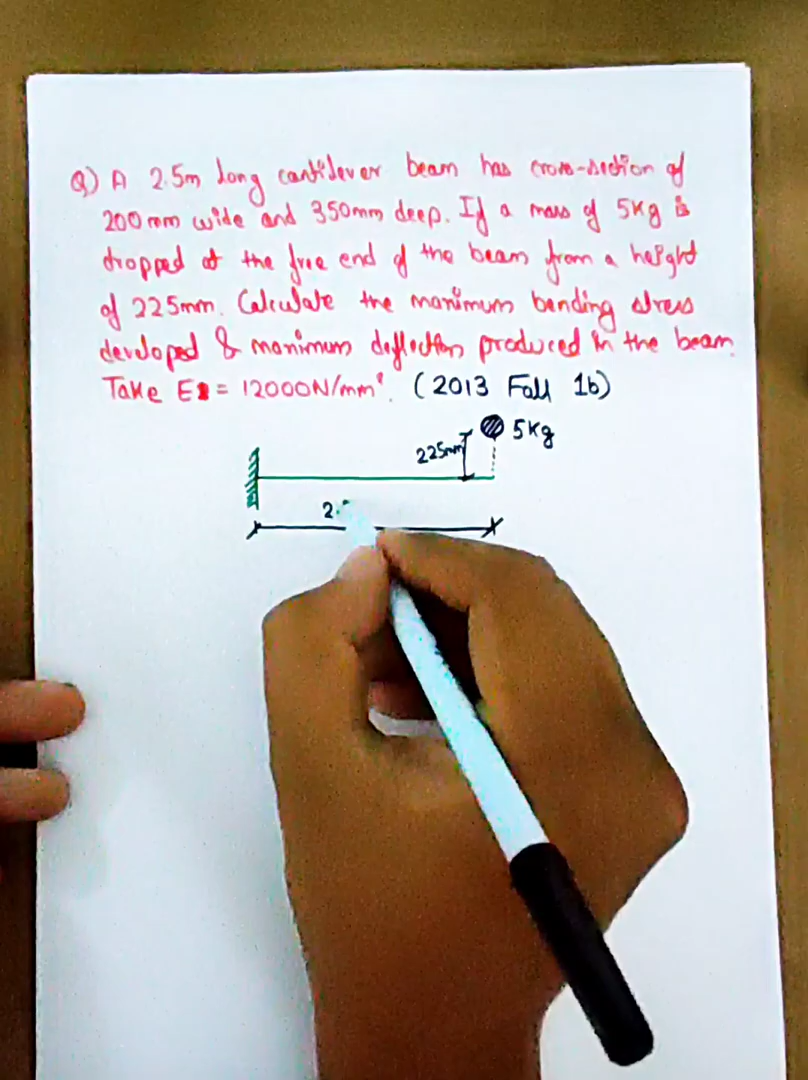 Q) A 2.5m long cantilever beam has cross-section of
200mm wide and 350mm deep. If a mass of 5Kg is
dropped at the free end of the beam from a height
of 225mm. Calculate the maximum bending stress
developed & maximum deflection produced in the beam.
Take E = 12000N/mm². (2013 Fall 1b)
5Kg
225mm
2.